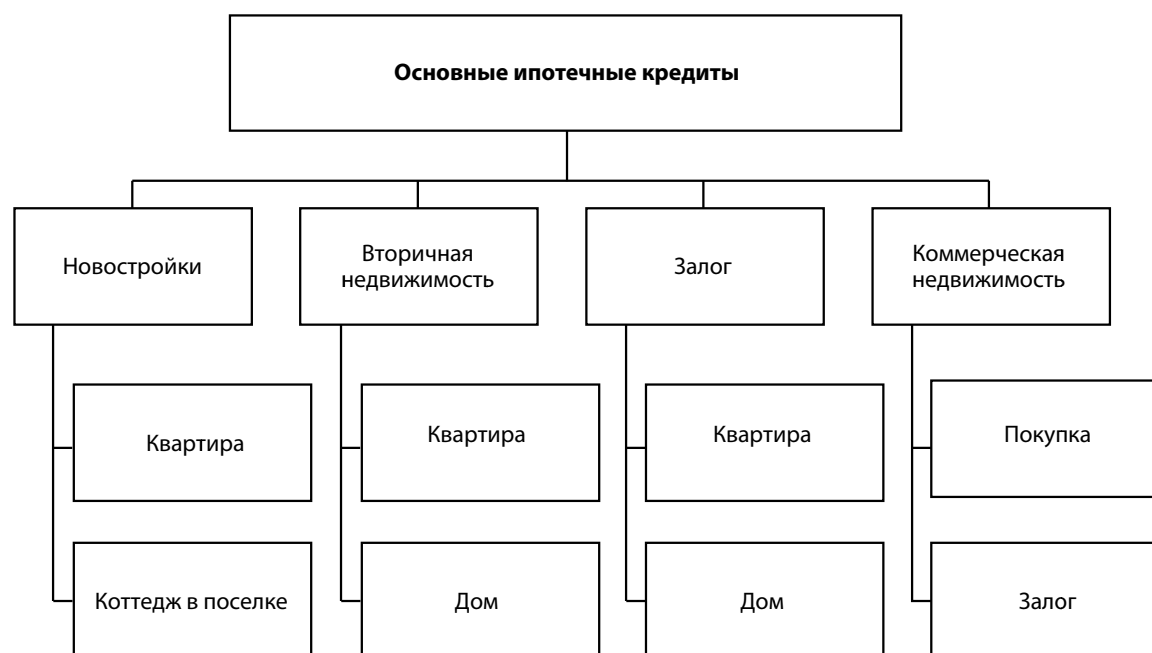 Основные ипотечные кредиты
Новостройки
Вторичная
недвижимость
Залог
Коммерческая
недвижимость
Квартира
Квартира
Квартира
Покупка
Коттедж в поселке
Дом
Дом
Залог